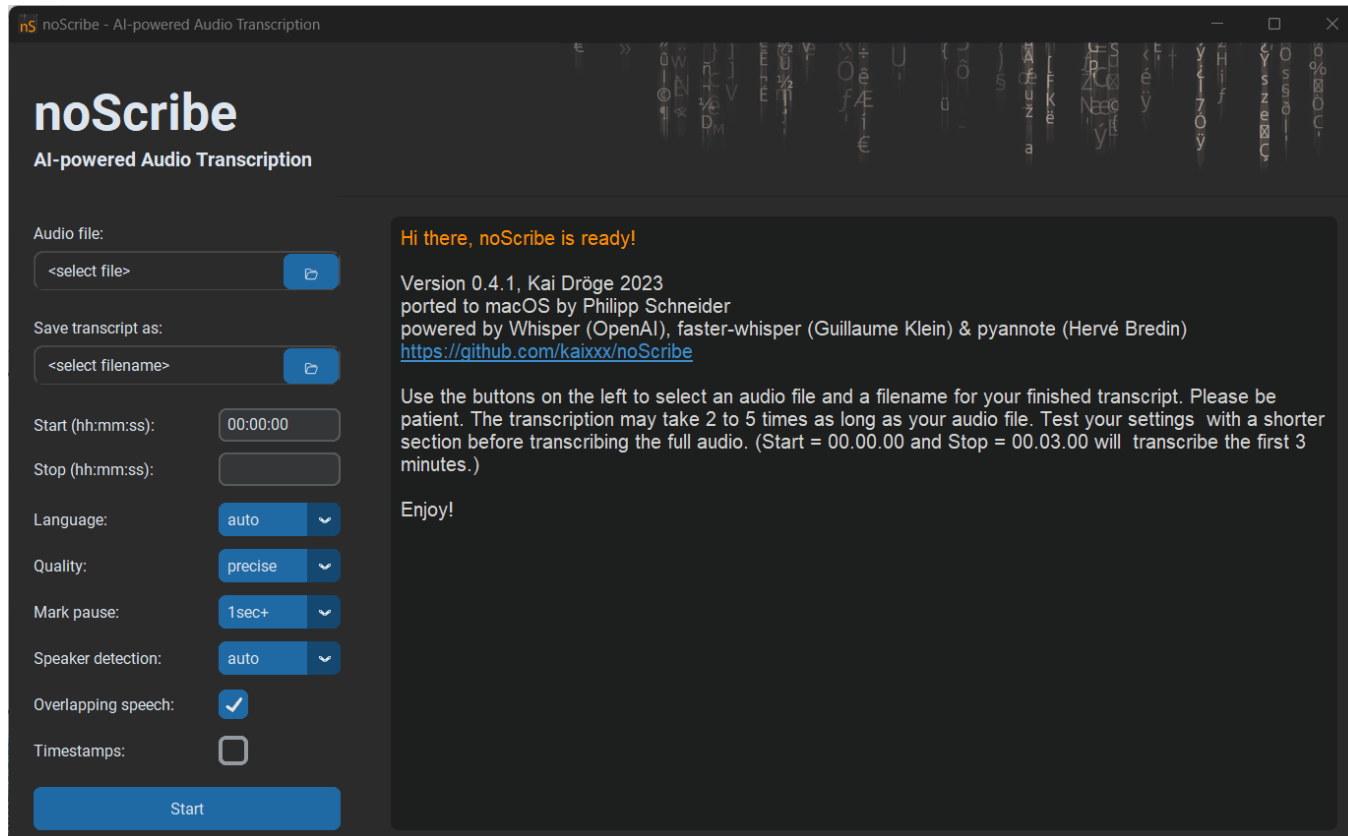 nS noScribe - AI-powered Audio Transcription
noScribe
AI-powered Audio Transcription
Audio file:
<select file>
Save transcript as:
<select filename>
Start (hh:mm:ss): 00:00:00
Stop (hh:mm:ss):
Language: auto
Quality: precise
Mark pause: 1sec+
Speaker detection: auto
Overlapping speech:
Timestamps:
Start
Hi there, noScribe is ready!
Version 0.4.1, Kai Dröge 2023
ported to macOS by Philipp Schneider
powered by Whisper (OpenAI), faster-whisper (Guillaume Klein) & pyannote (Hervé Bredin)
https://github.com/kaixxx/noScribe
Use the buttons on the left to select an audio file and a filename for your finished transcript. Please be
patient. The transcription may take 2 to 5 times as long as your audio file. Test your settings  with a shorter
section before transcribing the full audio. (Start = 00.00.00 and Stop = 00.03.00 will  transcribe the first 3
minutes.)
Enjoy!